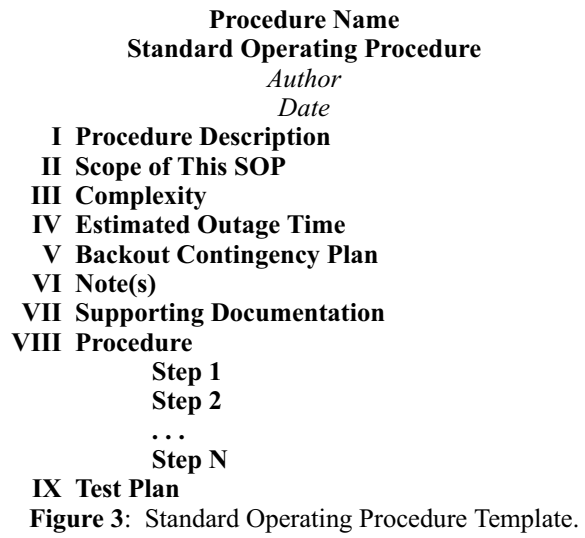 Procedure Name
Standard Operating Procedure
Author
Date
I Procedure Description
II Scope of This SOP
III Complexity
IV Estimated Outage Time
V Backout Contingency Plan
VI Note(s)
VII Supporting Documentation
VIII Procedure
Step 1
Step 2
. . .
Step N
IX Test Plan
Figure 3: Standard Operating Procedure Template.